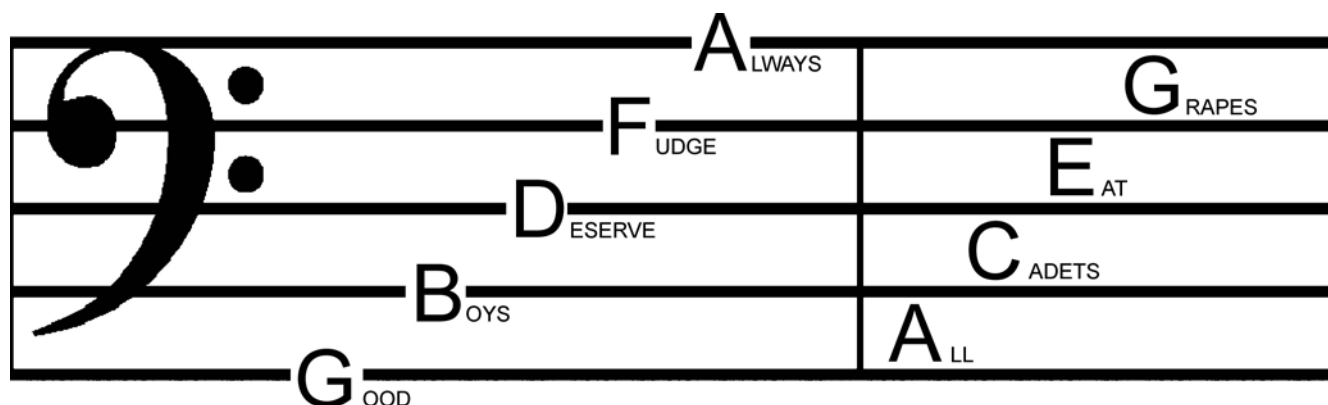 ALWAYS
GRAPES
FUDGE
EAT
DESERVE
CADETS
BOYS
ALL
GOOD